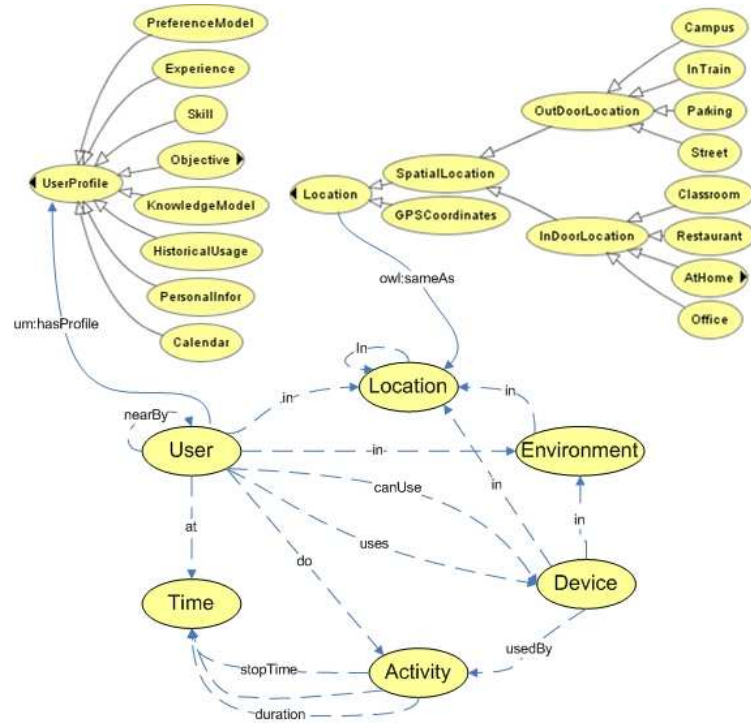 PreferenceModel
Experience
Skill
Objective
UserProfile
KnowledgeModel
HistoricalUsage
PersonalInfor
Calendar
um:hasProfile
Campus
InTrain
OutDoorLocation
Parking
Street
SpatialLocation
Location
GPSCoordinates
Classroom
InDoorLocation
Restaurant
AtHome
Office
owl:sameAs
In
Location
in
in
nearBy
User
in
Environment
canUse
in
in
at
uses
do
Time
Device
usedBy
stopTime
Activity
duration